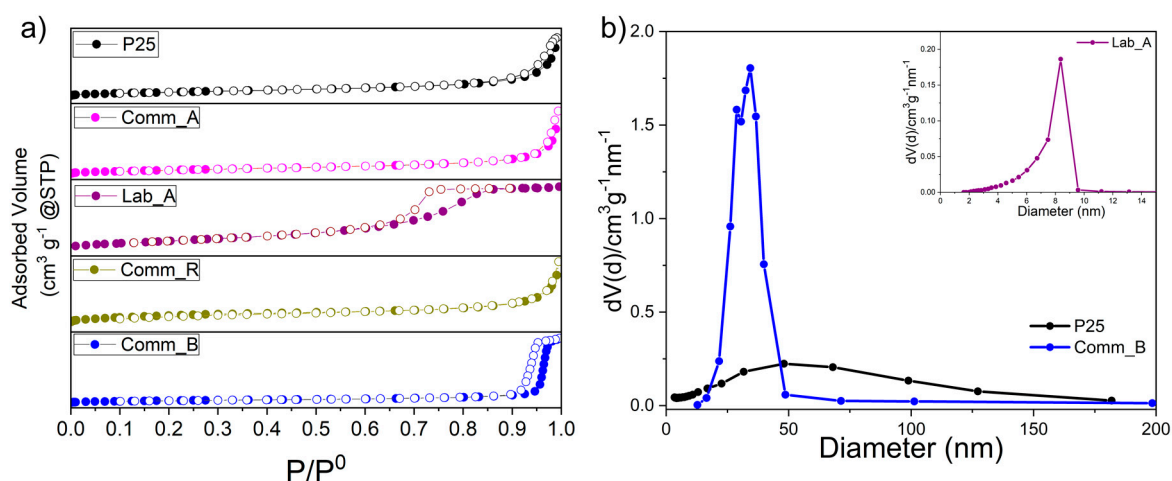 a)
P25
Comm_A
Lab_A
Comm_R
Comm_B
Adsorbed Volume
(cm³ g⁻¹ @STP)
0.0 0.1 0.2 0.3 0.4 0.5 0.6 0.7 0.8 0.9 1.0
P/P⁰
b)
2.0
1.5
1.0
0.5
0.0
dV(d)/cm³g⁻¹nm⁻¹
0 50 100 150 200
Diameter (nm)
P25
Comm_B
Lab_A
0.20
0.15
0.10
0.05
0.00
dV(d)/cm³g⁻¹nm⁻¹
0 2 4 6 8 10 12 14
Diameter (nm)